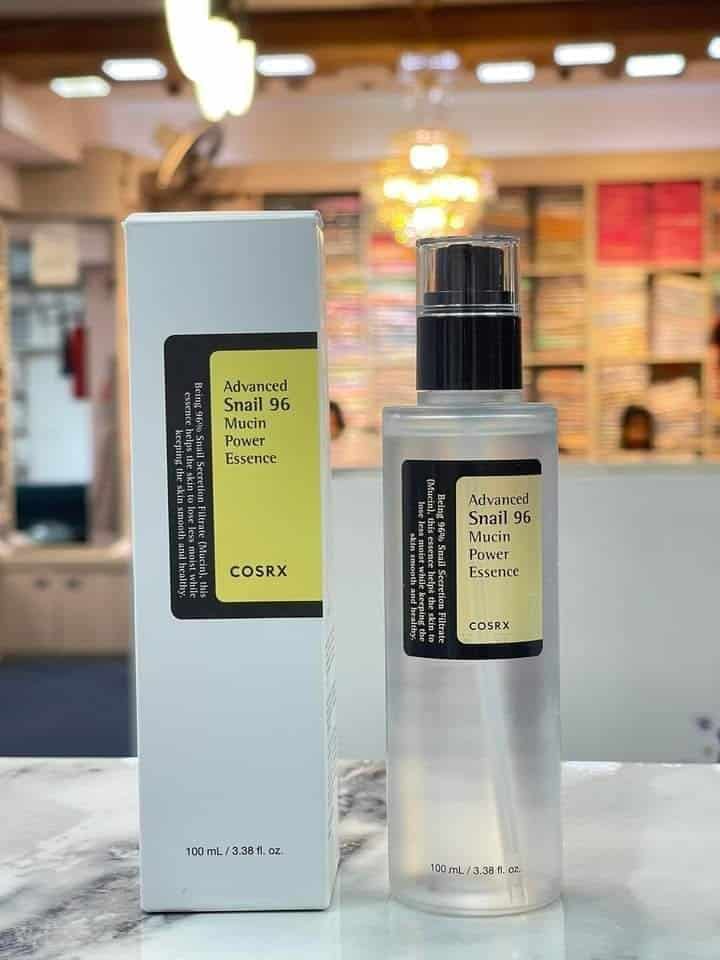 Advanced
Snail 96
Mucin
Power
Essence
Being 96% Snail Secretion Filtrate (Mucin), this
essence helps the skin to lose less moist while
keeping the skin smooth and healthy.
COSRX
100 mL / 3.38 fl. oz.
Advanced
Snail 96
Mucin
Power
Essence
Being 96% Snail Secretion Filtrate
(Mucin), this essence helps the skin to
lose less moist while keeping the
skin smooth and healthy.
COSRX
100 mL / 3.38 fl. oz.